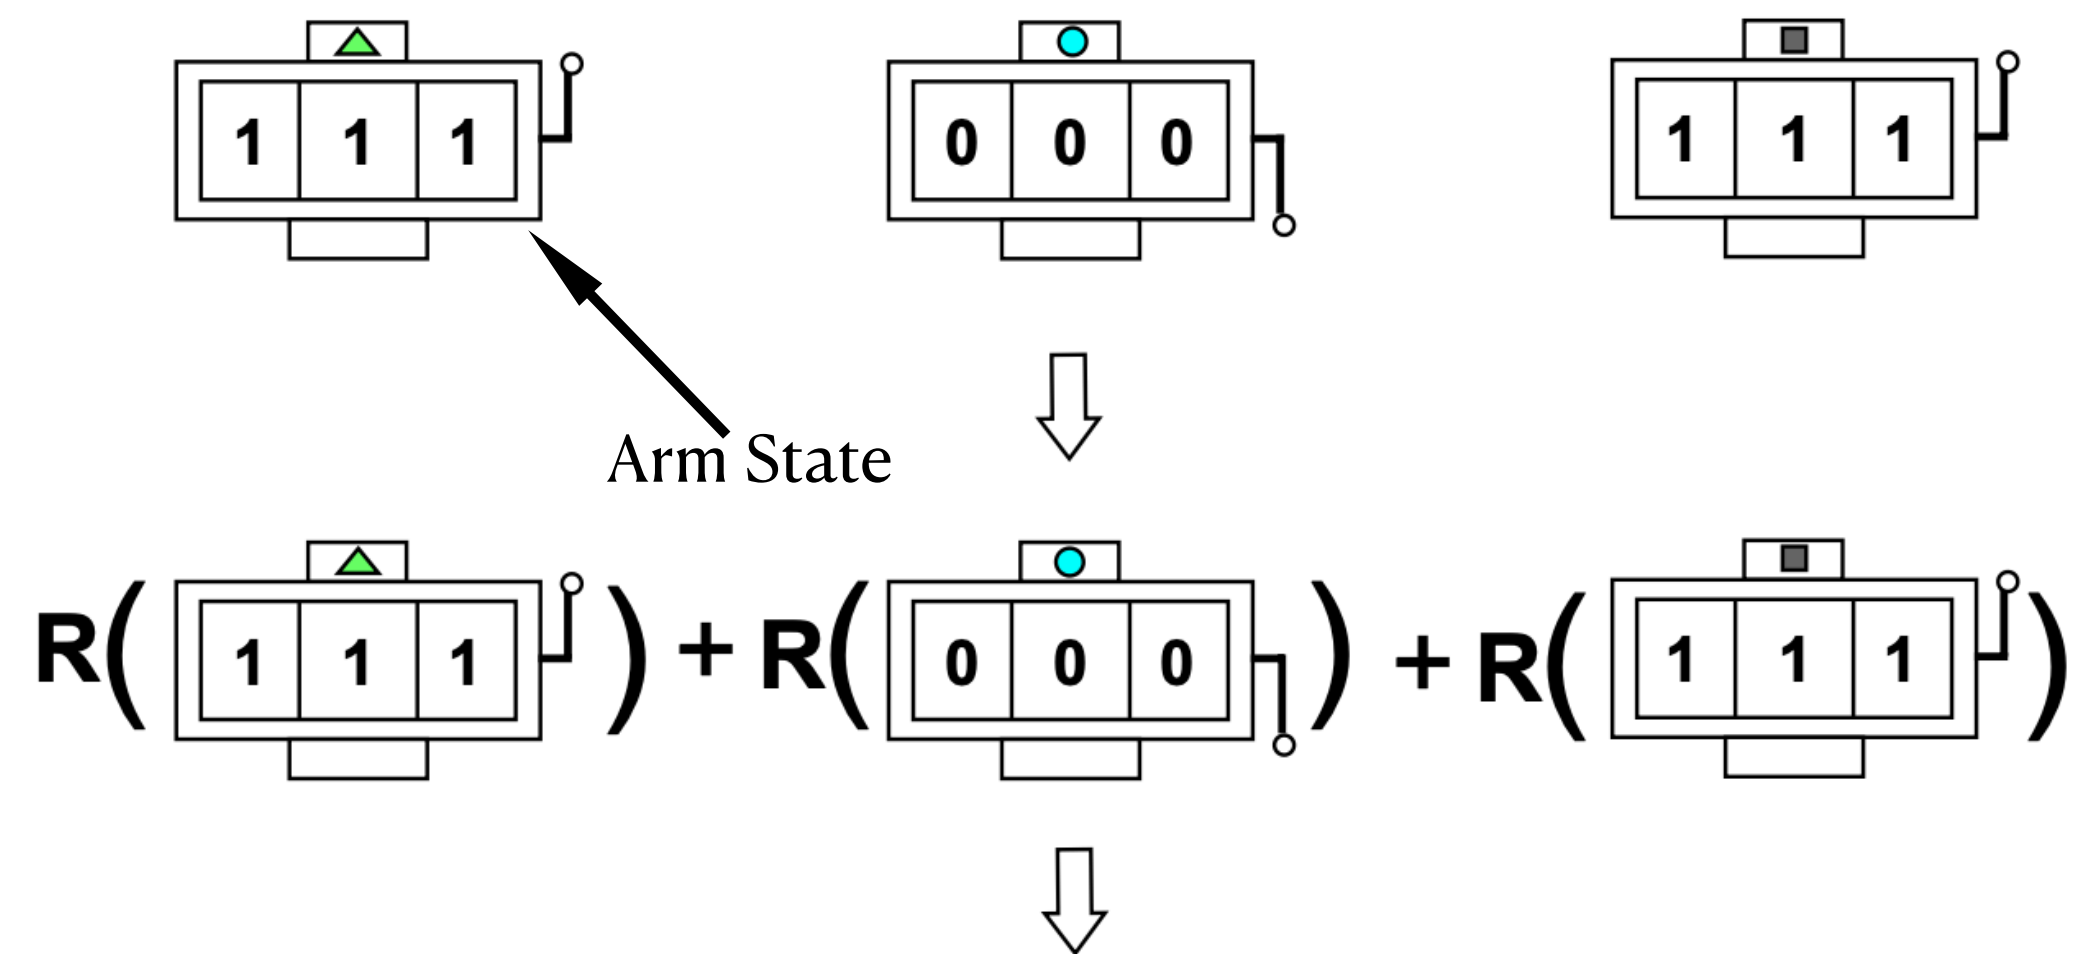 1 1 1 0 0 0 1 1 1
Arm State
R( 1 1 1 ) + R( 0 0 0 ) + R( 1 1 1 )